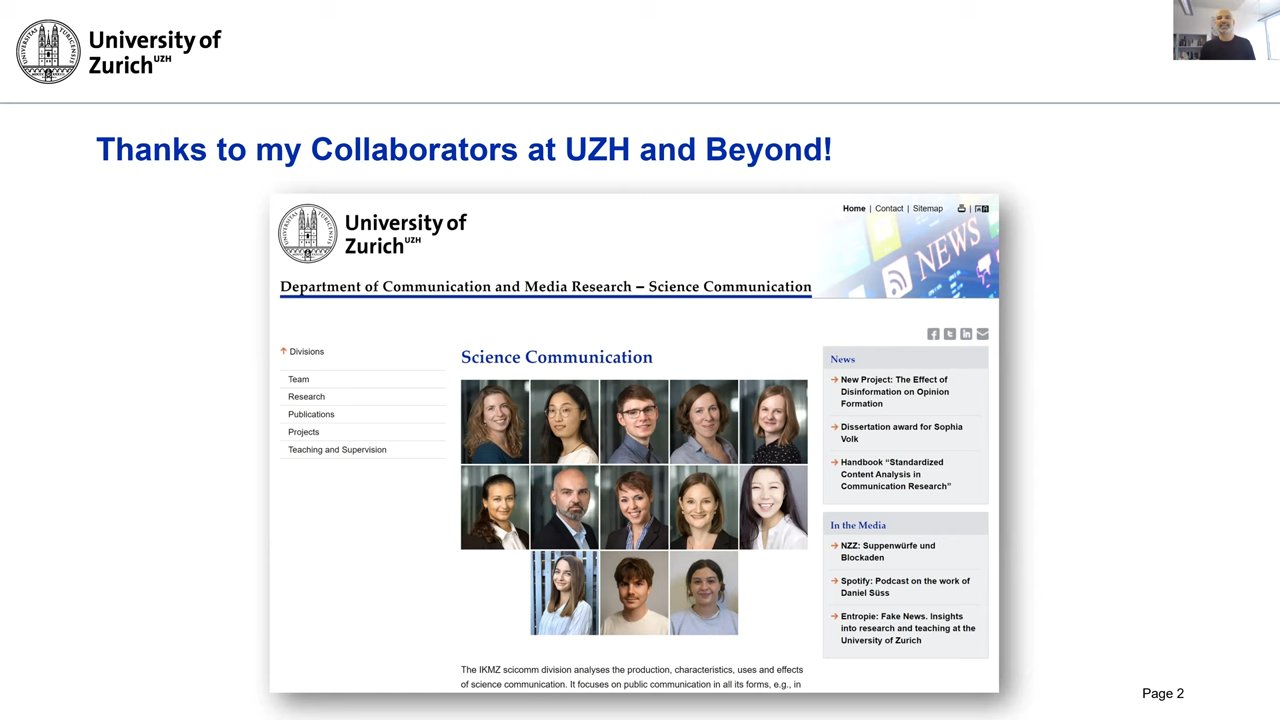 University of
Zurich UZH
Thanks to my Collaborators at UZH and Beyond!
University of
Zurich UZH
Home | Contact | Sitemap
NEWS
Department of Communication and Media Research – Science Communication
Divisions
Team
Research
Publications
Projects
Teaching and Supervision
Science Communication
The IKMZ scicomm division analyses the production, characteristics, uses and effects
of science communication. It focuses on public communication in all its forms, e.g., in
News
New Project: The Effect of
Disinformation on Opinion
Formation
Dissertation award for Sophia
Volk
Handbook “Standardized
Content Analysis in
Communication Research”
In the Media
NZZ: Suppenwürfe und
Blockaden
Spotify: Podcast on the work of
Daniel Süss
Entropie: Fake News. Insights
into research and teaching at the
University of Zurich
Page 2